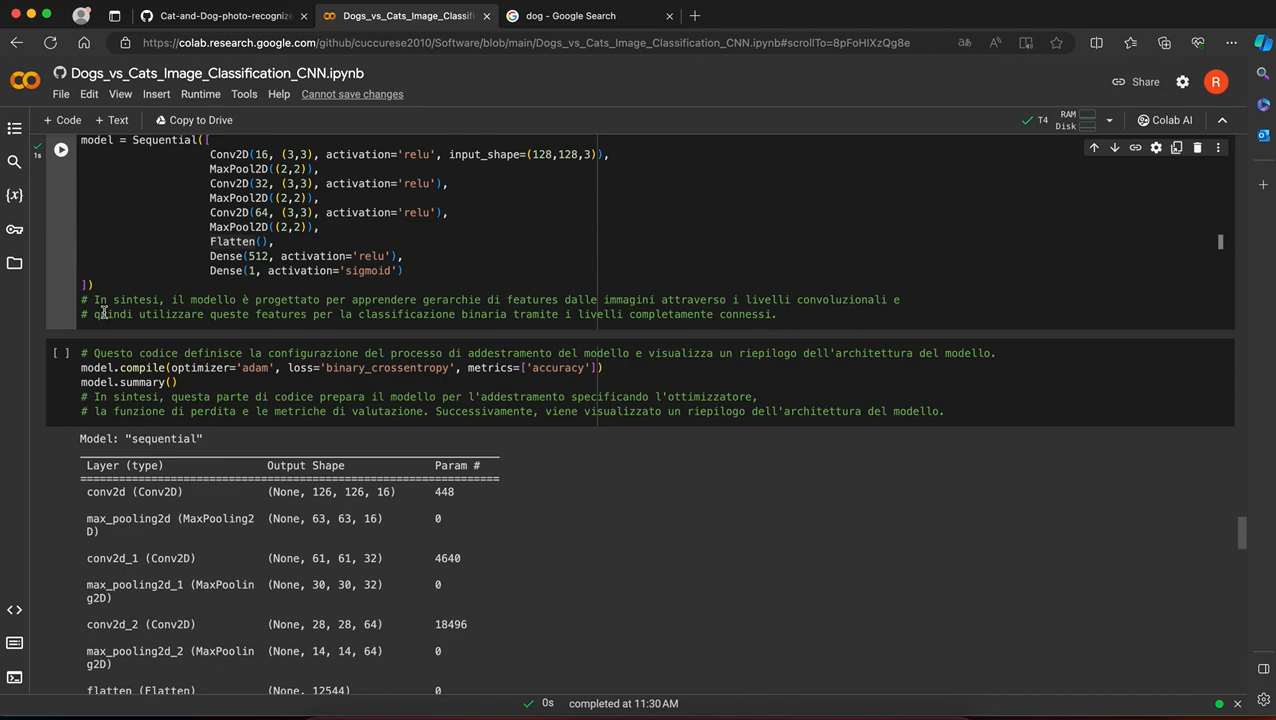 Cat-and-Dog-photo-recognize
Dogs_vs_Cats_Image_Classifi
dog - Google Search
https://colab.research.google.com/github/cuccurese2010/Software/blob/main/Dogs_vs_Cats_Image_Classification_CNN.ipynb#scrollTo=8pFoHIXzQg8e
Dogs_vs_Cats_Image_Classification_CNN.ipynb
Share
R
File Edit View Insert Runtime Tools Help Cannot save changes
+ Code + Text Copy to Drive
T4 RAM Disk
Colab AI
1s
model = Sequential([
Conv2D(16, (3,3), activation='relu', input_shape=(128,128,3)),
MaxPool2D((2,2)),
Conv2D(32, (3,3), activation='relu'),
MaxPool2D((2,2)),
Conv2D(64, (3,3), activation='relu'),
MaxPool2D((2,2)),
Flatten(),
Dense(512, activation='relu'),
Dense(1, activation='sigmoid')
])
# In sintesi, il modello è progettato per apprendere gerarchie di features dalle immagini attraverso i livelli convoluzionali e
# quindi utilizzare queste features per la classificazione binaria tramite i livelli completamente connessi.
[ ] # Questo codice definisce la configurazione del processo di addestramento del modello e visualizza un riepilogo dell'architettura del modello.
model.compile(optimizer='adam', loss='binary_crossentropy', metrics=['accuracy'])
model.summary()
# In sintesi, questa parte di codice prepara il modello per l'addestramento specificando l'ottimizzatore,
# la funzione di perdita e le metriche di valutazione. Successivamente, viene visualizzato un riepilogo dell'architettura del modello.
Model: "sequential"
Layer (type) Output Shape Param #
conv2d (Conv2D) (None, 126, 126, 16) 448
max_pooling2d (MaxPooling2 (None, 63, 63, 16) 0
D)
conv2d_1 (Conv2D) (None, 61, 61, 32) 4640
max_pooling2d_1 (MaxPoolin (None, 30, 30, 32) 0
g2D)
conv2d_2 (Conv2D) (None, 28, 28, 64) 18496
max_pooling2d_2 (MaxPoolin (None, 14, 14, 64) 0
g2D)
flatten (Flatten) (None, 12544) 0
0s completed at 11:30 AM